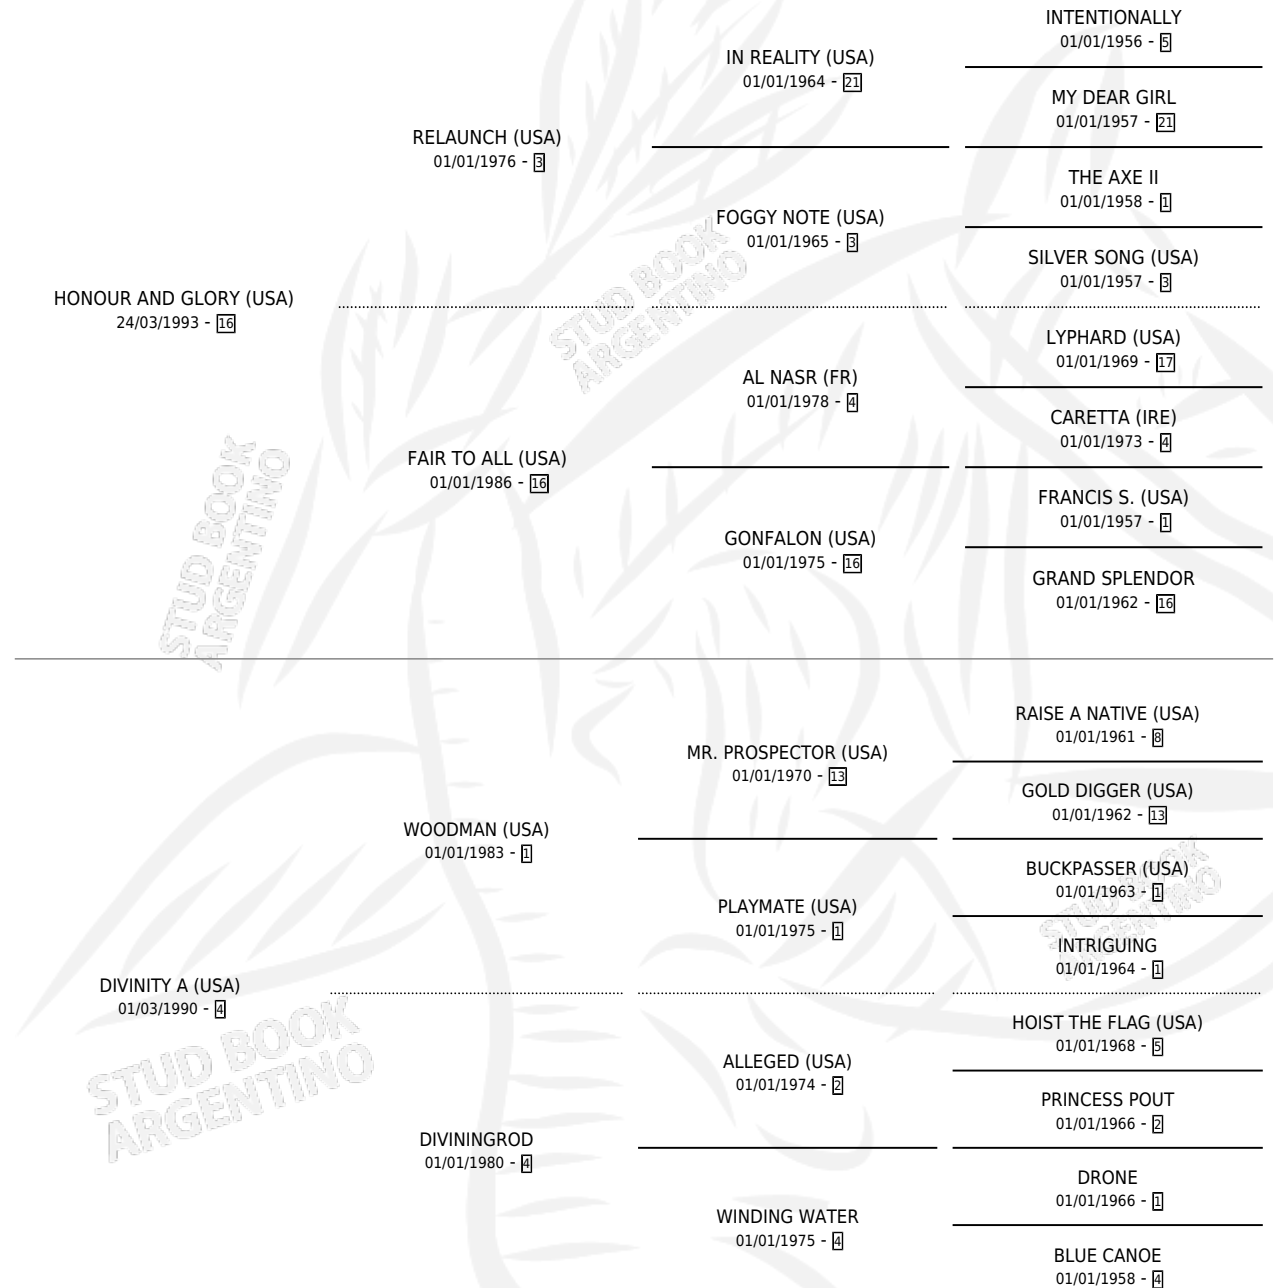 INTENTIONALLY
01/01/1956 - 5
IN REALITY (USA)
01/01/1964 - 21
MY DEAR GIRL
01/01/1957 - 21
RELAUNCH (USA)
01/01/1976 - 3
THE AXE II
01/01/1958 - 1
FOGGY NOTE (USA)
01/01/1965 - 3
SILVER SONG (USA)
01/01/1957 - 3
HONOUR AND GLORY (USA)
24/03/1993 - 16
LYPHARD (USA)
01/01/1969 - 17
AL NASR (FR)
01/01/1978 - 4
CARETTA (IRE)
01/01/1973 - 4
FAIR TO ALL (USA)
01/01/1986 - 16
FRANCIS S. (USA)
01/01/1957 - 1
GONFALON (USA)
01/01/1975 - 16
GRAND SPLENDOR
01/01/1962 - 16
RAISE A NATIVE (USA)
01/01/1961 - 8
MR. PROSPECTOR (USA)
01/01/1970 - 13
GOLD DIGGER (USA)
01/01/1962 - 13
WOODMAN (USA)
01/01/1983 - 1
BUCKPASSER (USA)
01/01/1963 - 1
PLAYMATE (USA)
01/01/1975 - 1
INTRIGUING
01/01/1964 - 1
DIVINITY A (USA)
01/03/1990 - 4
HOIST THE FLAG (USA)
01/01/1968 - 5
ALLEGED (USA)
01/01/1974 - 2
PRINCESS POUT
01/01/1966 - 2
DIVININGROD
01/01/1980 - 4
DRONE
01/01/1966 - 1
WINDING WATER
01/01/1975 - 4
BLUE CANOE
01/01/1958 - 4
STUD BOOK
ARGENTINO
STUD BOOK
ARGENTINO
STUD BOOK
ARGENTINO
STUD BOOK
ARGENTINO